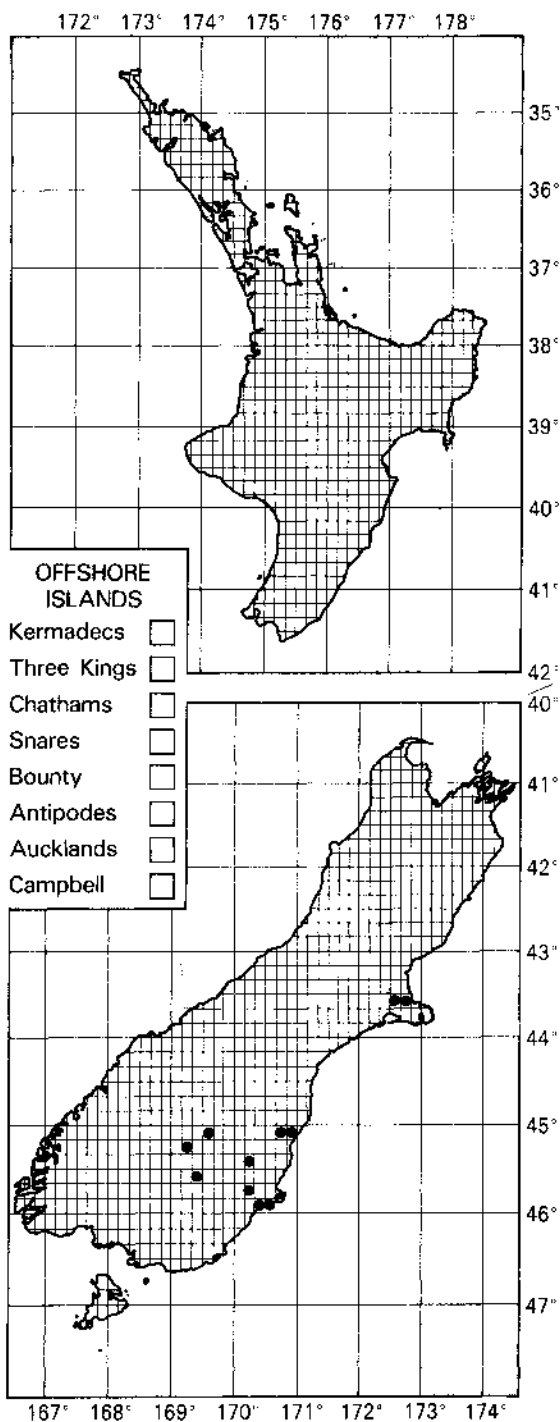 172° 173° 174° 175° 176° 177° 178°
35°
36°
37°
38°
39°
40°
41°
42°
OFFSHORE
ISLANDS
Kermadecs
Three Kings
Chathams
Snares
Bounty
Antipodes
Aucklands
Campbell
40°
41°
42°
43°
44°
45°
46°
47°
167° 168° 169° 170° 171° 172° 173° 174°